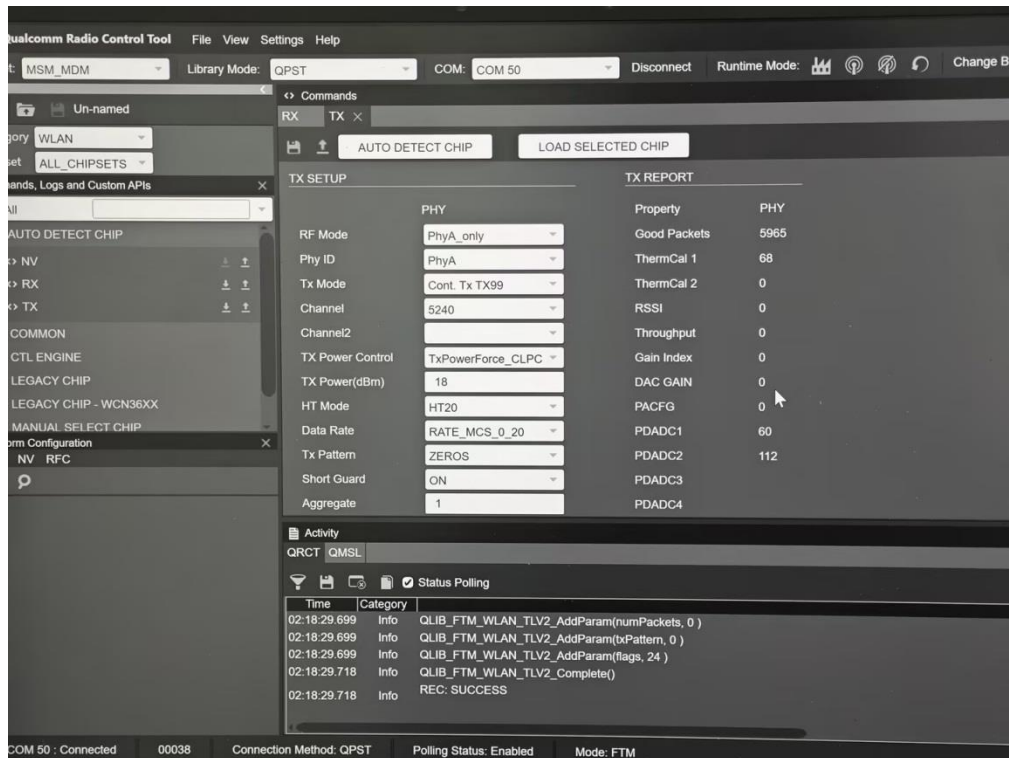 Qualcomm Radio Control Tool File View Settings Help
MSM_MDM Library Mode: QPST COM: COM 50 Disconnect Runtime Mode: Change B
Un-named
WLAN
ALL_CHIPSETS
Commands, Logs and Custom APIs
All
AUTO DETECT CHIP
NV
RX
TX
COMMON
CTL ENGINE
LEGACY CHIP
LEGACY CHIP - WCN36XX
MANUAL SELECT CHIP
orm Configuration
NV RFC
Commands
RX TX
AUTO DETECT CHIP LOAD SELECTED CHIP
TX SETUP
PHY
RF Mode PhyA_only
Phy ID PhyA
Tx Mode Cont. Tx TX99
Channel 5240
Channel2
TX Power Control TxPowerForce_CLPC
TX Power(dBm) 18
HT Mode HT20
Data Rate RATE_MCS_0_20
Tx Pattern ZEROS
Short Guard ON
Aggregate 1
TX REPORT
Property PHY
Good Packets 5965
ThermCal 1 68
ThermCal 2 0
RSSI 0
Throughput 0
Gain Index 0
DAC GAIN 0
PACFG 0
PDADC1 60
PDADC2 112
PDADC3
PDADC4
Activity
QRCT QMSL
Status Polling
Time Category
02:18:29.699 Info QLIB_FTM_WLAN_TLV2_AddParam(numPackets, 0 )
02:18:29.699 Info QLIB_FTM_WLAN_TLV2_AddParam(txPattern, 0 )
02:18:29.699 Info QLIB_FTM_WLAN_TLV2_AddParam(flags, 24 )
02:18:29.718 Info QLIB_FTM_WLAN_TLV2_Complete()
02:18:29.718 Info REC: SUCCESS
COM 50 : Connected 00038 Connection Method: QPST Polling Status: Enabled Mode: FTM